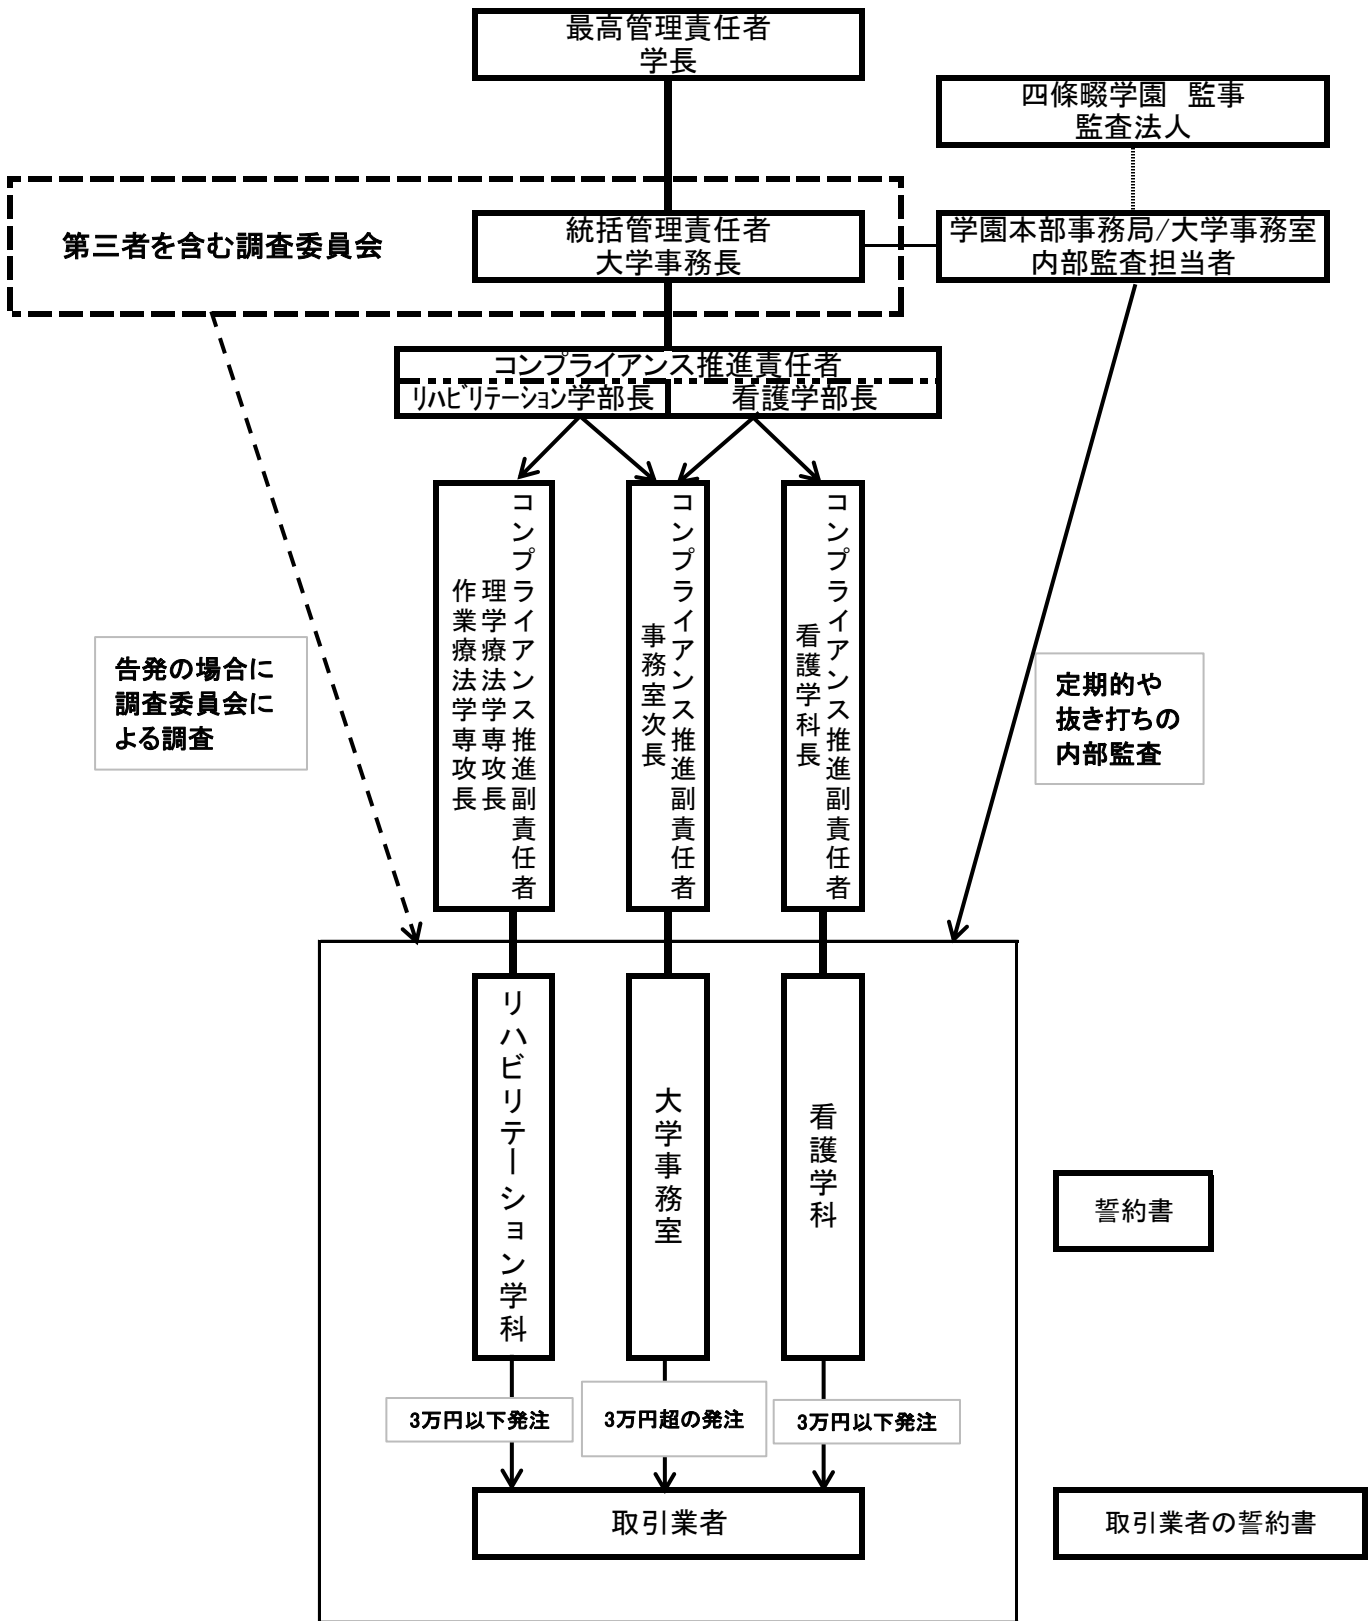 最高管理責任者
学長
四條畷学園　監事
監査法人
第三者を含む調査委員会
統括管理責任者
大学事務長
学園本部事務局/大学事務室
内部監査担当者
コンプライアンス推進責任者
リハビリテーション学部長
看護学部長
コンプライアンス推進副責任者
理学療法学専攻長
作業療法学専攻長
コンプライアンス推進副責任者
事務室次長
コンプライアンス推進副責任者
看護学科長
告発の場合に
調査委員会に
よる調査
定期的や
抜き打ちの
内部監査
リハビリテーション学科
大学事務室
看護学科
誓約書
3万円以下発注
3万円超の発注
3万円以下発注
取引業者
取引業者の誓約書